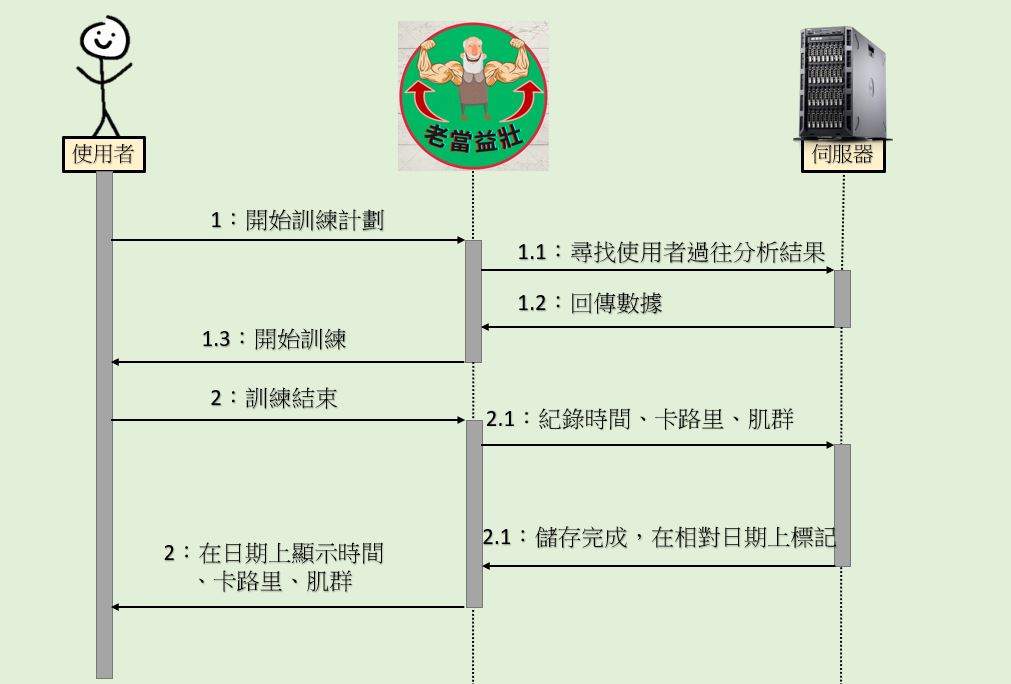 老當益壯
使用者
伺服器
1：開始訓練計劃
1.1：尋找使用者過往分析結果
1.2：回傳數據
1.3：開始訓練
2：訓練結束
2.1：紀錄時間、卡路里、肌群
2.1：儲存完成，在相對日期上標記
2：在日期上顯示時間
、卡路里、肌群